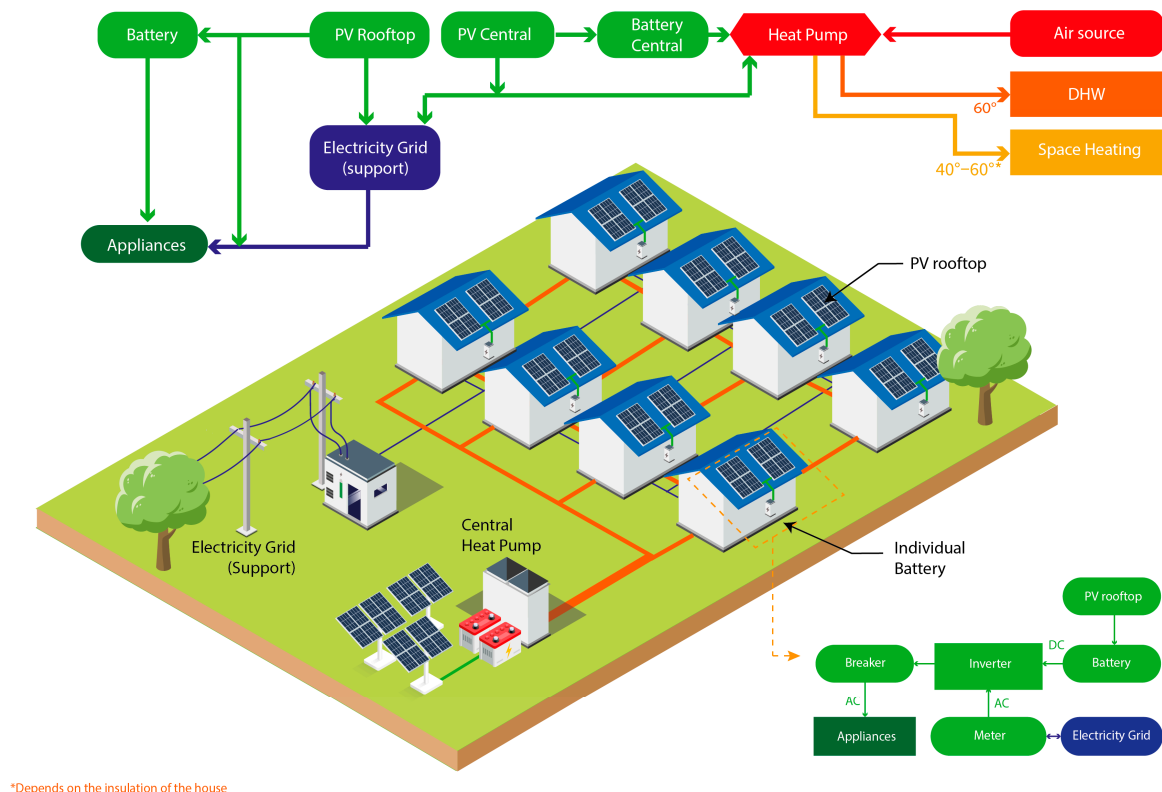 Battery
PV Rooftop
PV Central
Battery
Central
Heat Pump
Air source
DHW
60°
Space Heating
40°–60°*
Electricity Grid
(support)
Appliances
PV rooftop
Electricity Grid
(Support)
Central
Heat Pump
Individual
Battery
PV rooftop
DC
Breaker
Inverter
Battery
AC
AC
Appliances
Meter
Electricity Grid
*Depends on the insulation of the house